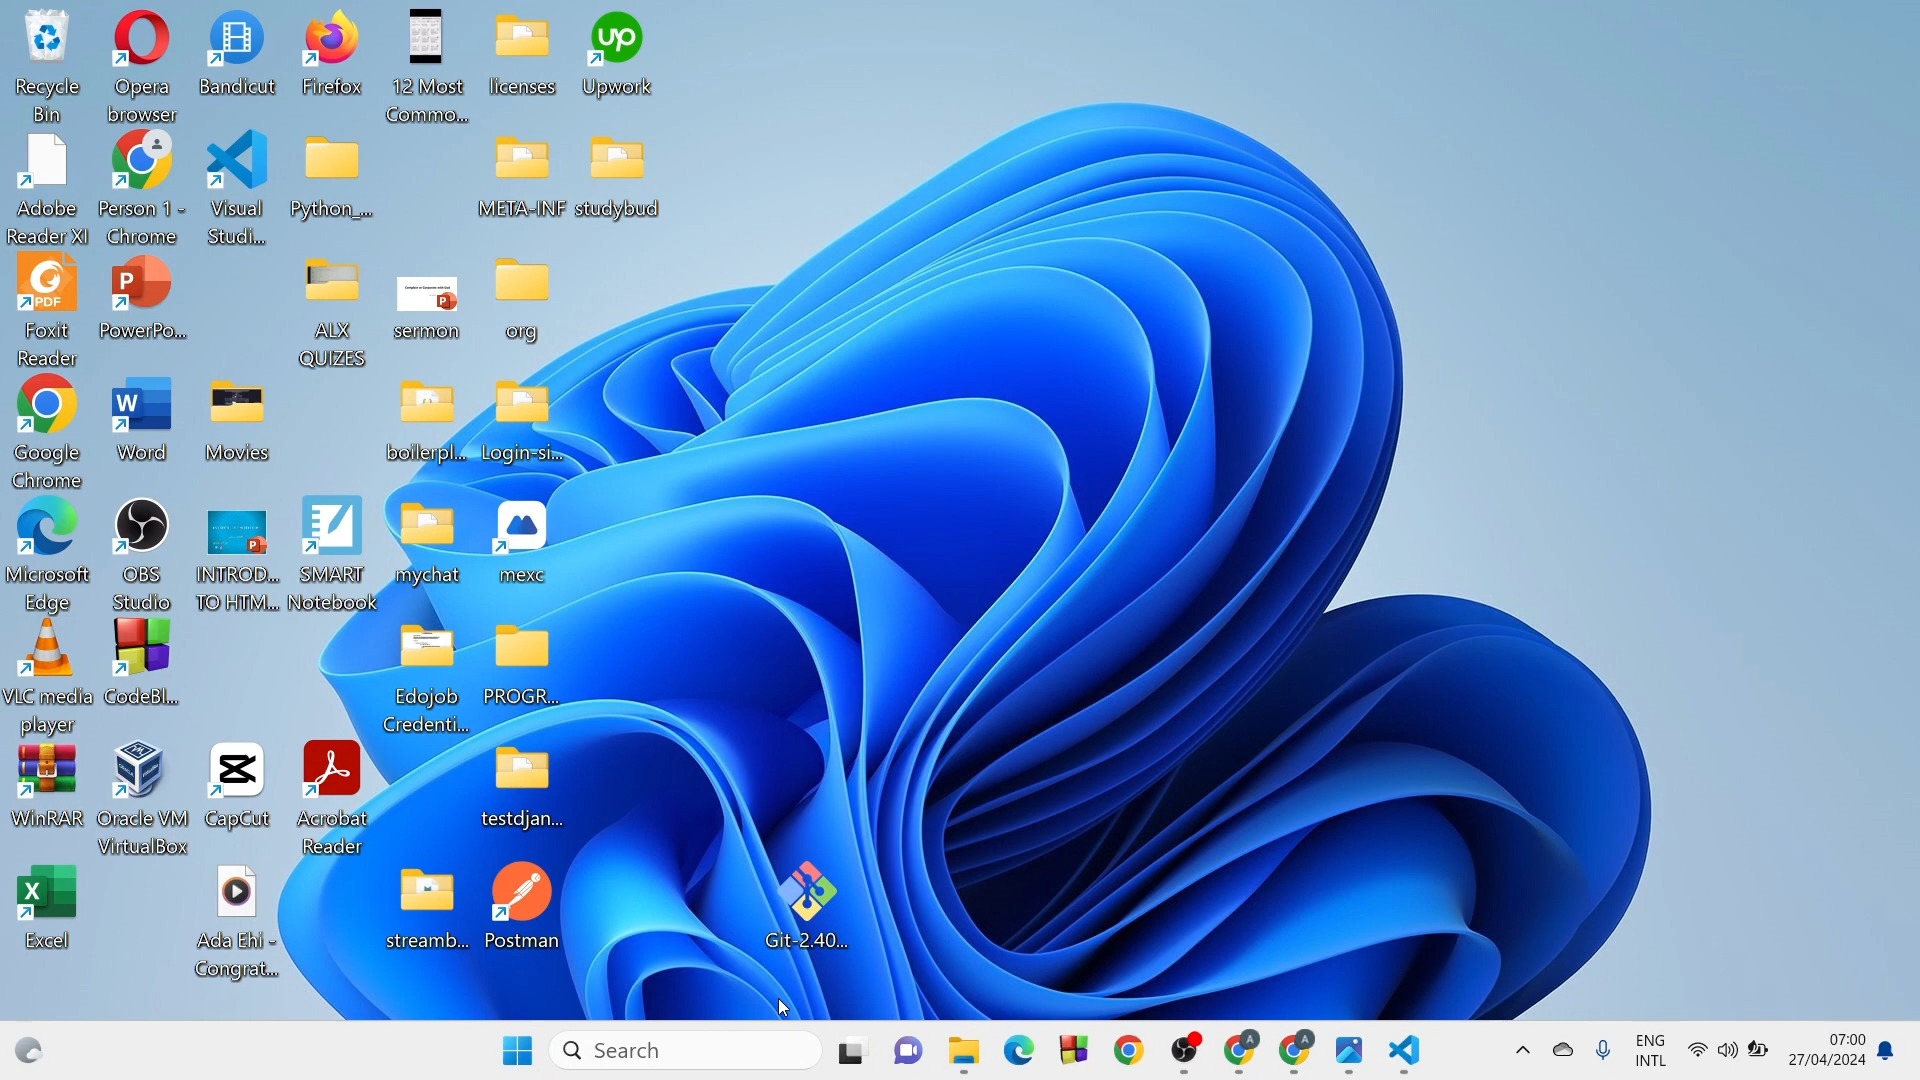 Recycle
Bin
Opera
browser
Bandicut
Firefox
12 Most
Commo...
licenses
up
Upwork
Adobe
Reader XI
Person 1 -
Chrome
Visual
Studi...
Python_...
META-INF
studybud
PDF
Foxit
Reader
P
PowerPo...
ALX
QUIZES
P
sermon
org
Google
Chrome
W
Word
Movies
boilerpl...
Login-si...
Microsoft
Edge
OBS
Studio
P
INTROD...
TO HTM...
SMART
Notebook
mychat
mexc
VLC media
player
CodeBl...
Edojob
Credenti...
PROGR...
WinRAR
Oracle VM
VirtualBox
CapCut
Acrobat
Reader
testdjan...
X
Excel
Ada Ehi -
Congrat...
streamb...
Postman
Git-2.40...
Search
A
A
ENG
INTL
07:00
27/04/2024